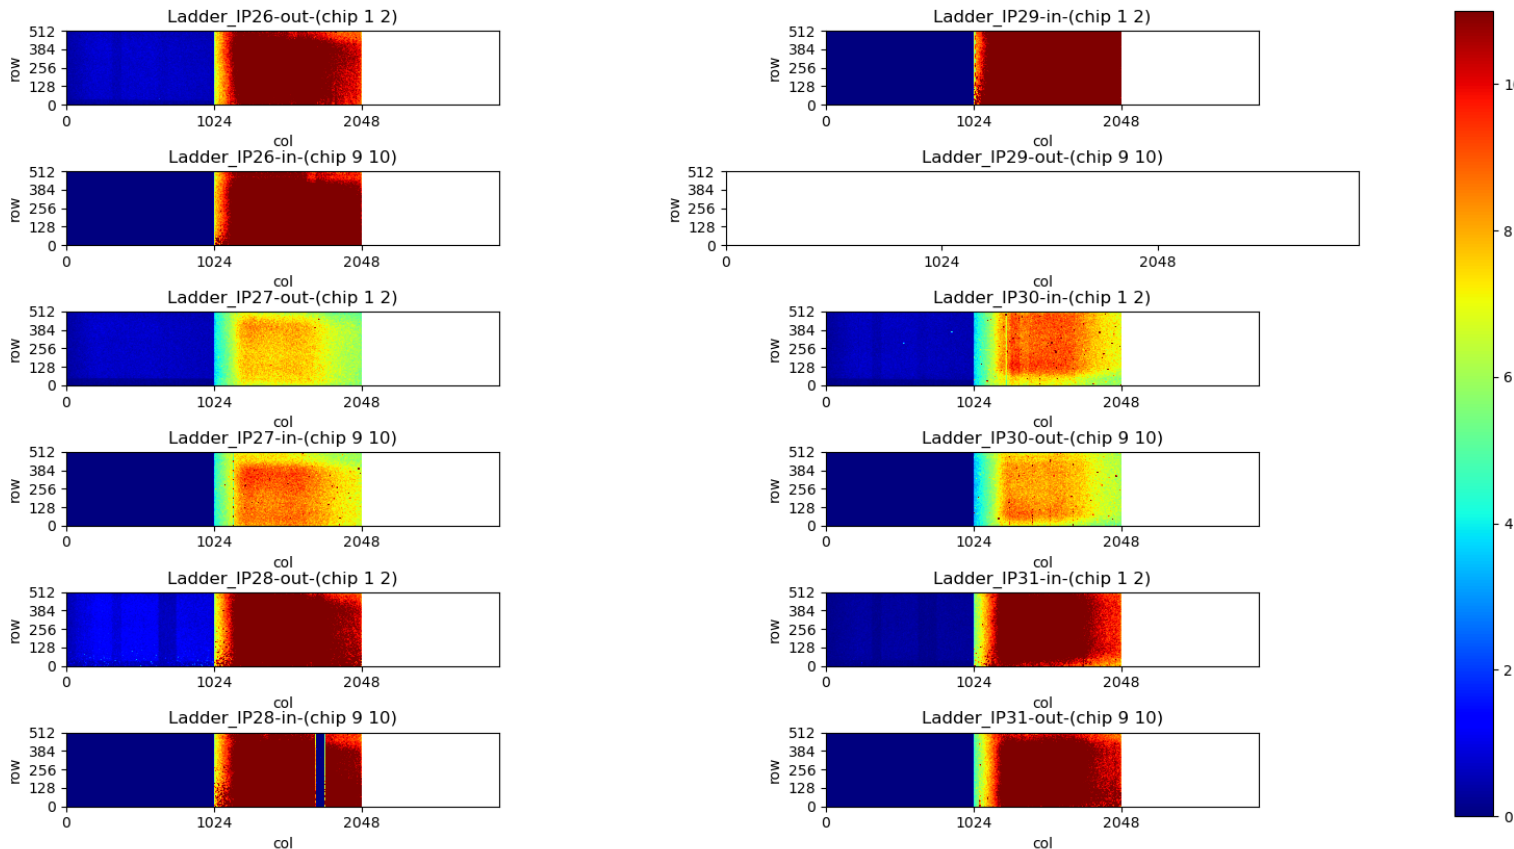 Ladder_IP26-out-(chip 1 2)
512
384
256
128
0
row
0 1024 2048
col
Ladder_IP26-in-(chip 9 10)
512
384
256
128
0
row
0 1024 2048
col
Ladder_IP27-out-(chip 1 2)
512
384
256
128
0
row
0 1024 2048
col
Ladder_IP27-in-(chip 9 10)
512
384
256
128
0
row
0 1024 2048
col
Ladder_IP28-out-(chip 1 2)
512
384
256
128
0
row
0 1024 2048
col
Ladder_IP28-in-(chip 9 10)
512
384
256
128
0
row
0 1024 2048
col
Ladder_IP29-in-(chip 1 2)
512
384
256
128
0
row
0 1024 2048
col
Ladder_IP29-out-(chip 9 10)
512
384
256
128
0
row
0 1024 2048
col
Ladder_IP30-in-(chip 1 2)
512
384
256
128
0
row
0 1024 2048
col
Ladder_IP30-out-(chip 9 10)
512
384
256
128
0
row
0 1024 2048
col
Ladder_IP31-in-(chip 1 2)
512
384
256
128
0
row
0 1024 2048
col
Ladder_IP31-out-(chip 9 10)
512
384
256
128
0
row
0 1024 2048
col
8
6
4
2
0